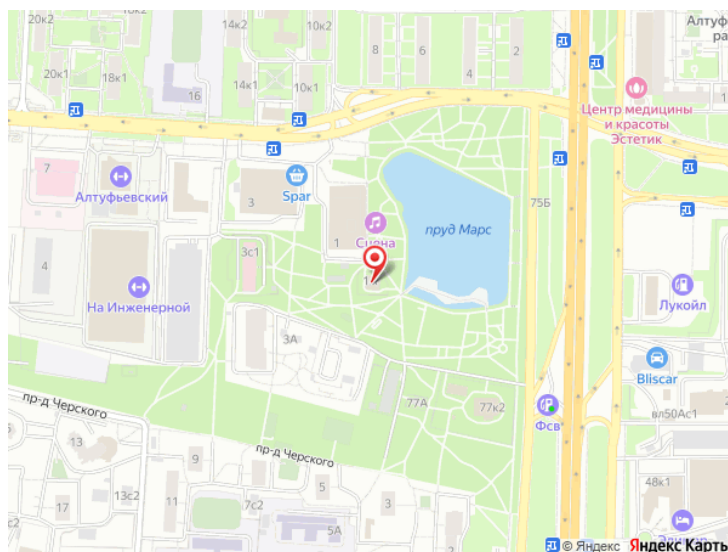 20к2
14к2
10к2
8
6
4
2
20к1
18к1
14к1
10к1
16
Алтуфы
ра
Центр медицины
и красоты
Эстетик
7
Алтуфьевский
3
Spar
1
Сцена
пруд Марс
75Б
4
На Инженерной
3с1
Лукойл
3А
Bliscar
вл50Ас1
77А
77к2
Фсв
пр-д Черского
пр-д Черского
13
9
11
7с2
5
3
13с2
17
5А
48к1
© Яндекс
Яндекс Карты